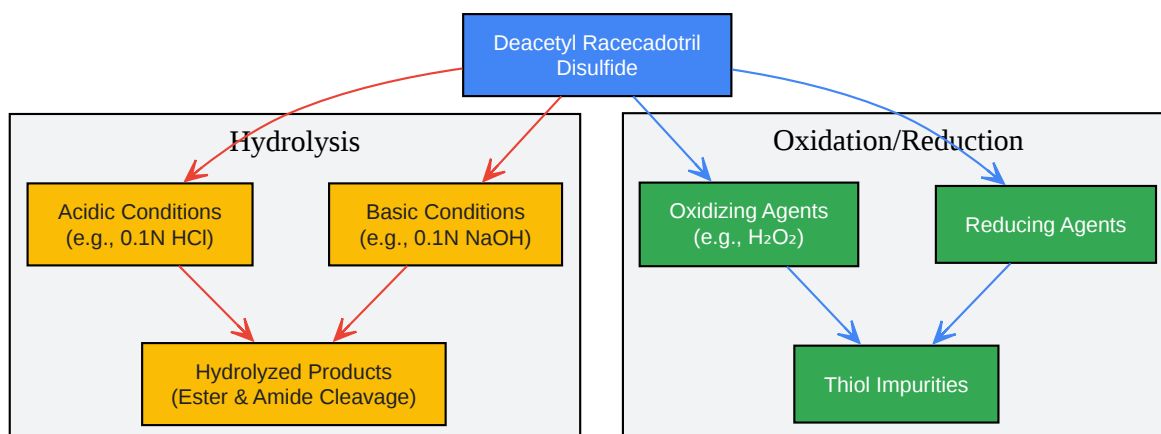 Deacetyl Racecadotril
Disulfide
Hydrolysis
Oxidation/Reduction
Acidic Conditions
(e.g., 0.1N HCl)
Basic Conditions
(e.g., 0.1N NaOH)
Oxidizing Agents
(e.g., H₂O₂)
Reducing Agents
Hydrolyzed Products
(Ester & Amide Cleavage)
Thiol Impurities